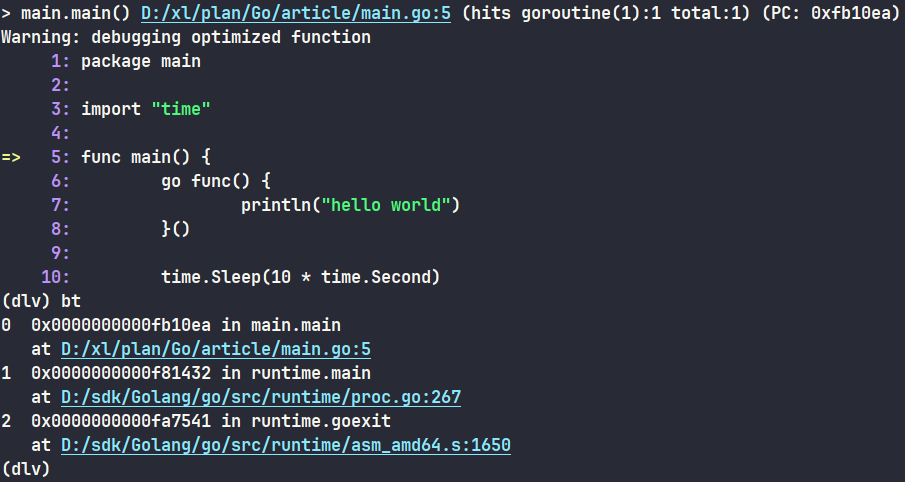 > main.main() D:/xl/plan/Go/article/main.go:5 (hits goroutine(1):1 total:1) (PC: 0xfb10ea)
Warning: debugging optimized function
     1: package main
     2:
     3: import "time"
     4:
=>   5: func main() {
     6:         go func() {
     7:                 println("hello world")
     8:         }()
     9:
    10:         time.Sleep(10 * time.Second)
(dlv) bt
0  0x0000000000fb10ea in main.main
   at D:/xl/plan/Go/article/main.go:5
1  0x0000000000f81432 in runtime.main
   at D:/sdk/Golang/go/src/runtime/proc.go:267
2  0x0000000000fa7541 in runtime.goexit
   at D:/sdk/Golang/go/src/runtime/asm_amd64.s:1650
(dlv)